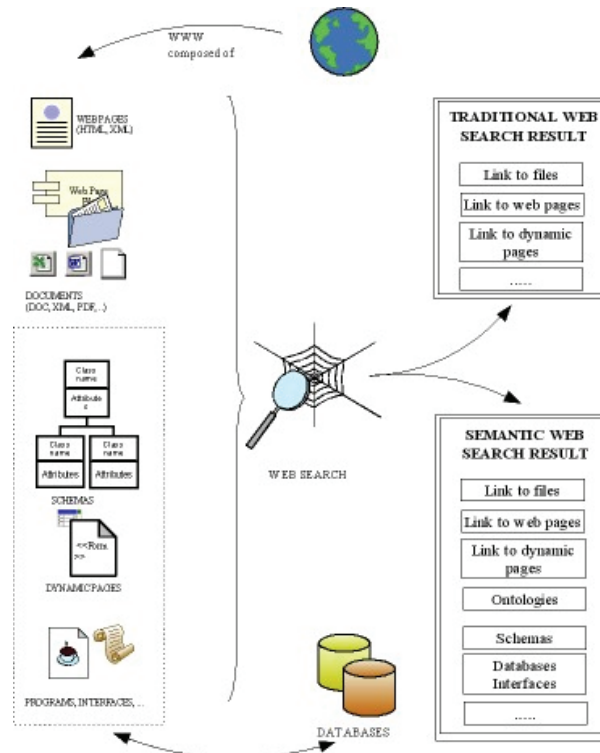 WWW
composed of
WEBPAGES
(HTML, XML)
Web Page
DOCUMENTS
(DOC, XML, PDF,...)
Class
name
Attribute
s
Class
name
Attributes
Class
name
Attributes
SCHEMAS
<<Form
>>
DYNAMIC PAGES
PROGRAMS, INTERFACES, ...
WEB SEARCH
DATABASES
TRADITIONAL WEB
SEARCH RESULT
Link to files
Link to web pages
Link to dynamic
pages
.....
SEMANTIC WEB
SEARCH RESULT
Link to files
Link to web pages
Link to dynamic
pages
Ontologies
Schemas
Databases
Interfaces
.....